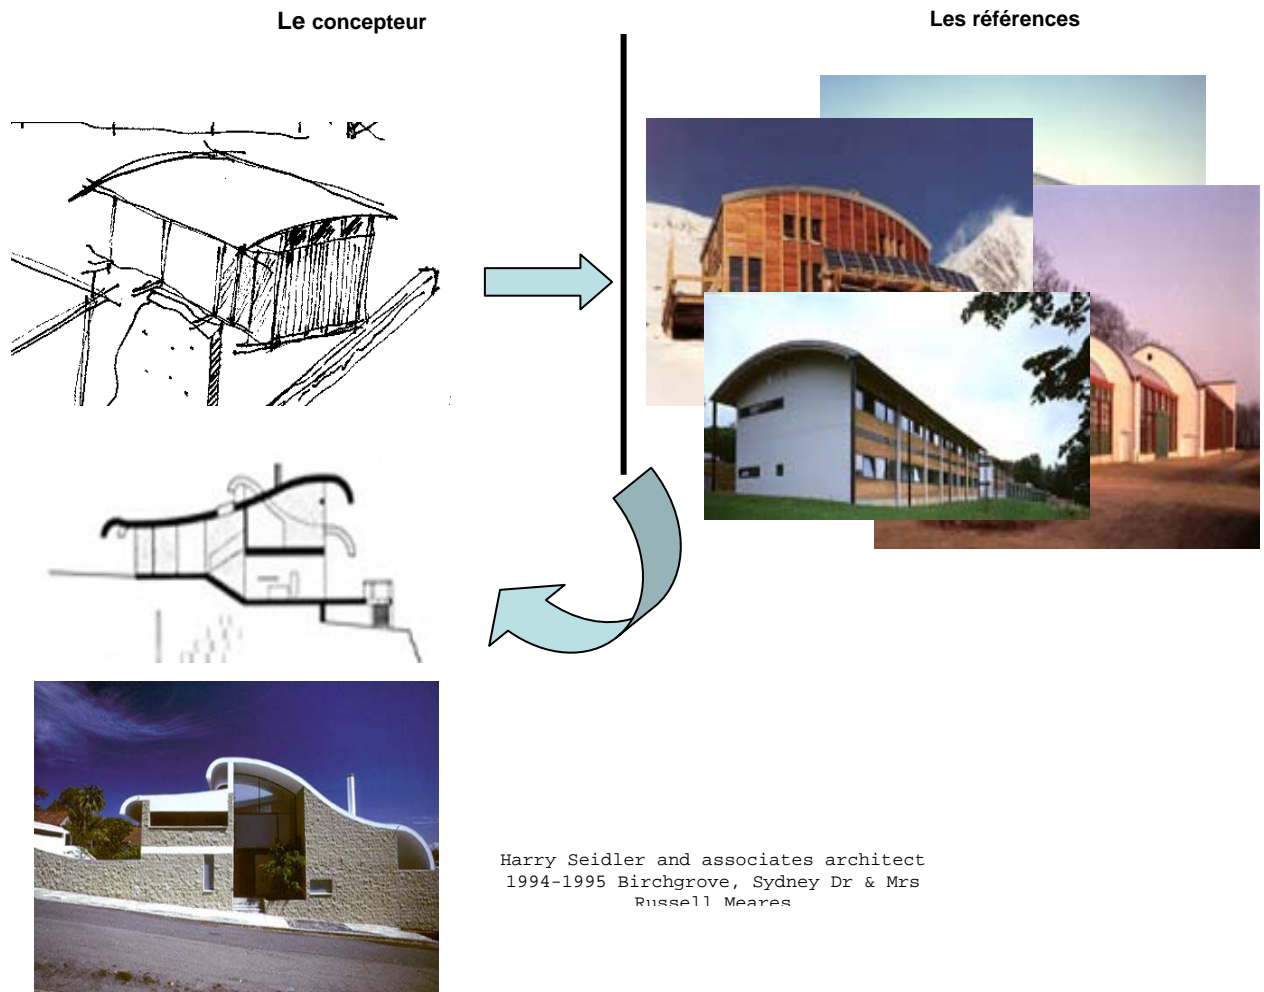 Le concepteur
Les références
Harry Seidler and associates architect
1994-1995 Birchgrove, Sydney Dr & Mrs
Russell Meares